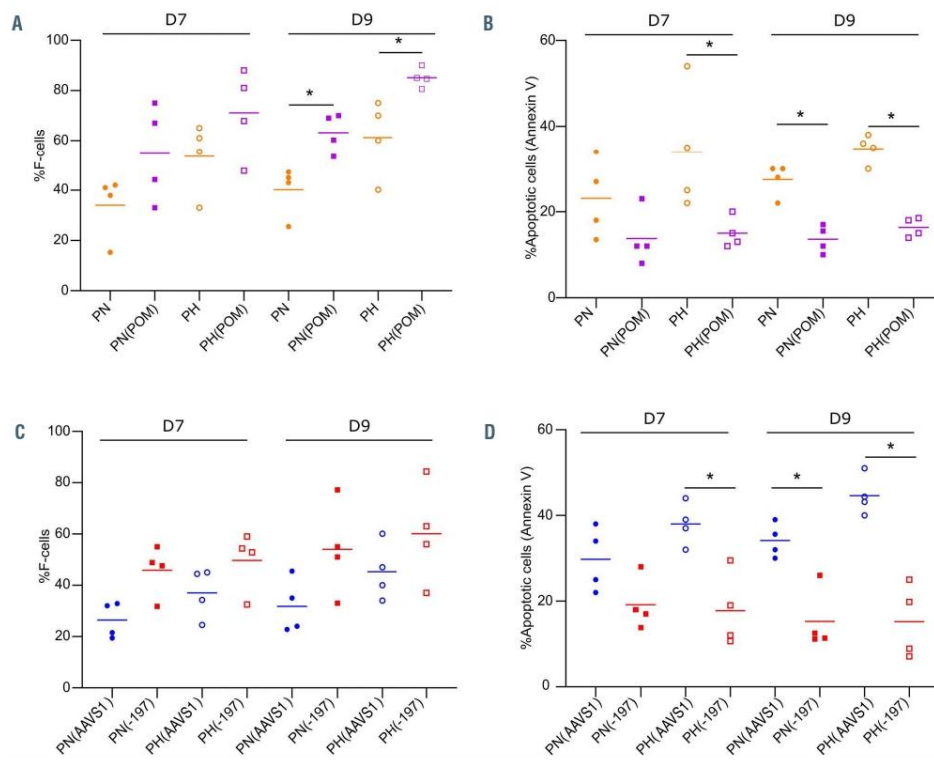 A
D7
D9
%F-cells
100
80
60
40
20
0
*
*
PN
PN(POM)
PH
PH(POM)
PN
PN(POM)
PH
PH(POM)
B
D7
D9
%Apoptotic cells (Annexin V)
60
40
20
0
*
*
*
PN
PN(POM)
PH
PH(POM)
PN
PN(POM)
PH
PH(POM)
C
D7
D9
%F-cells
100
80
60
40
20
0
PN(AAVS1)
PN(-197)
PH(AAVS1)
PH(-197)
PN(AAVS1)
PN(-197)
PH(AAVS1)
PH(-197)
D
D7
D9
%Apoptotic cells (Annexin V)
60
40
20
0
*
*
*
PN(AAVS1)
PN(-197)
PH(AAVS1)
PH(-197)
PN(AAVS1)
PN(-197)
PH(AAVS1)
PH(-197)